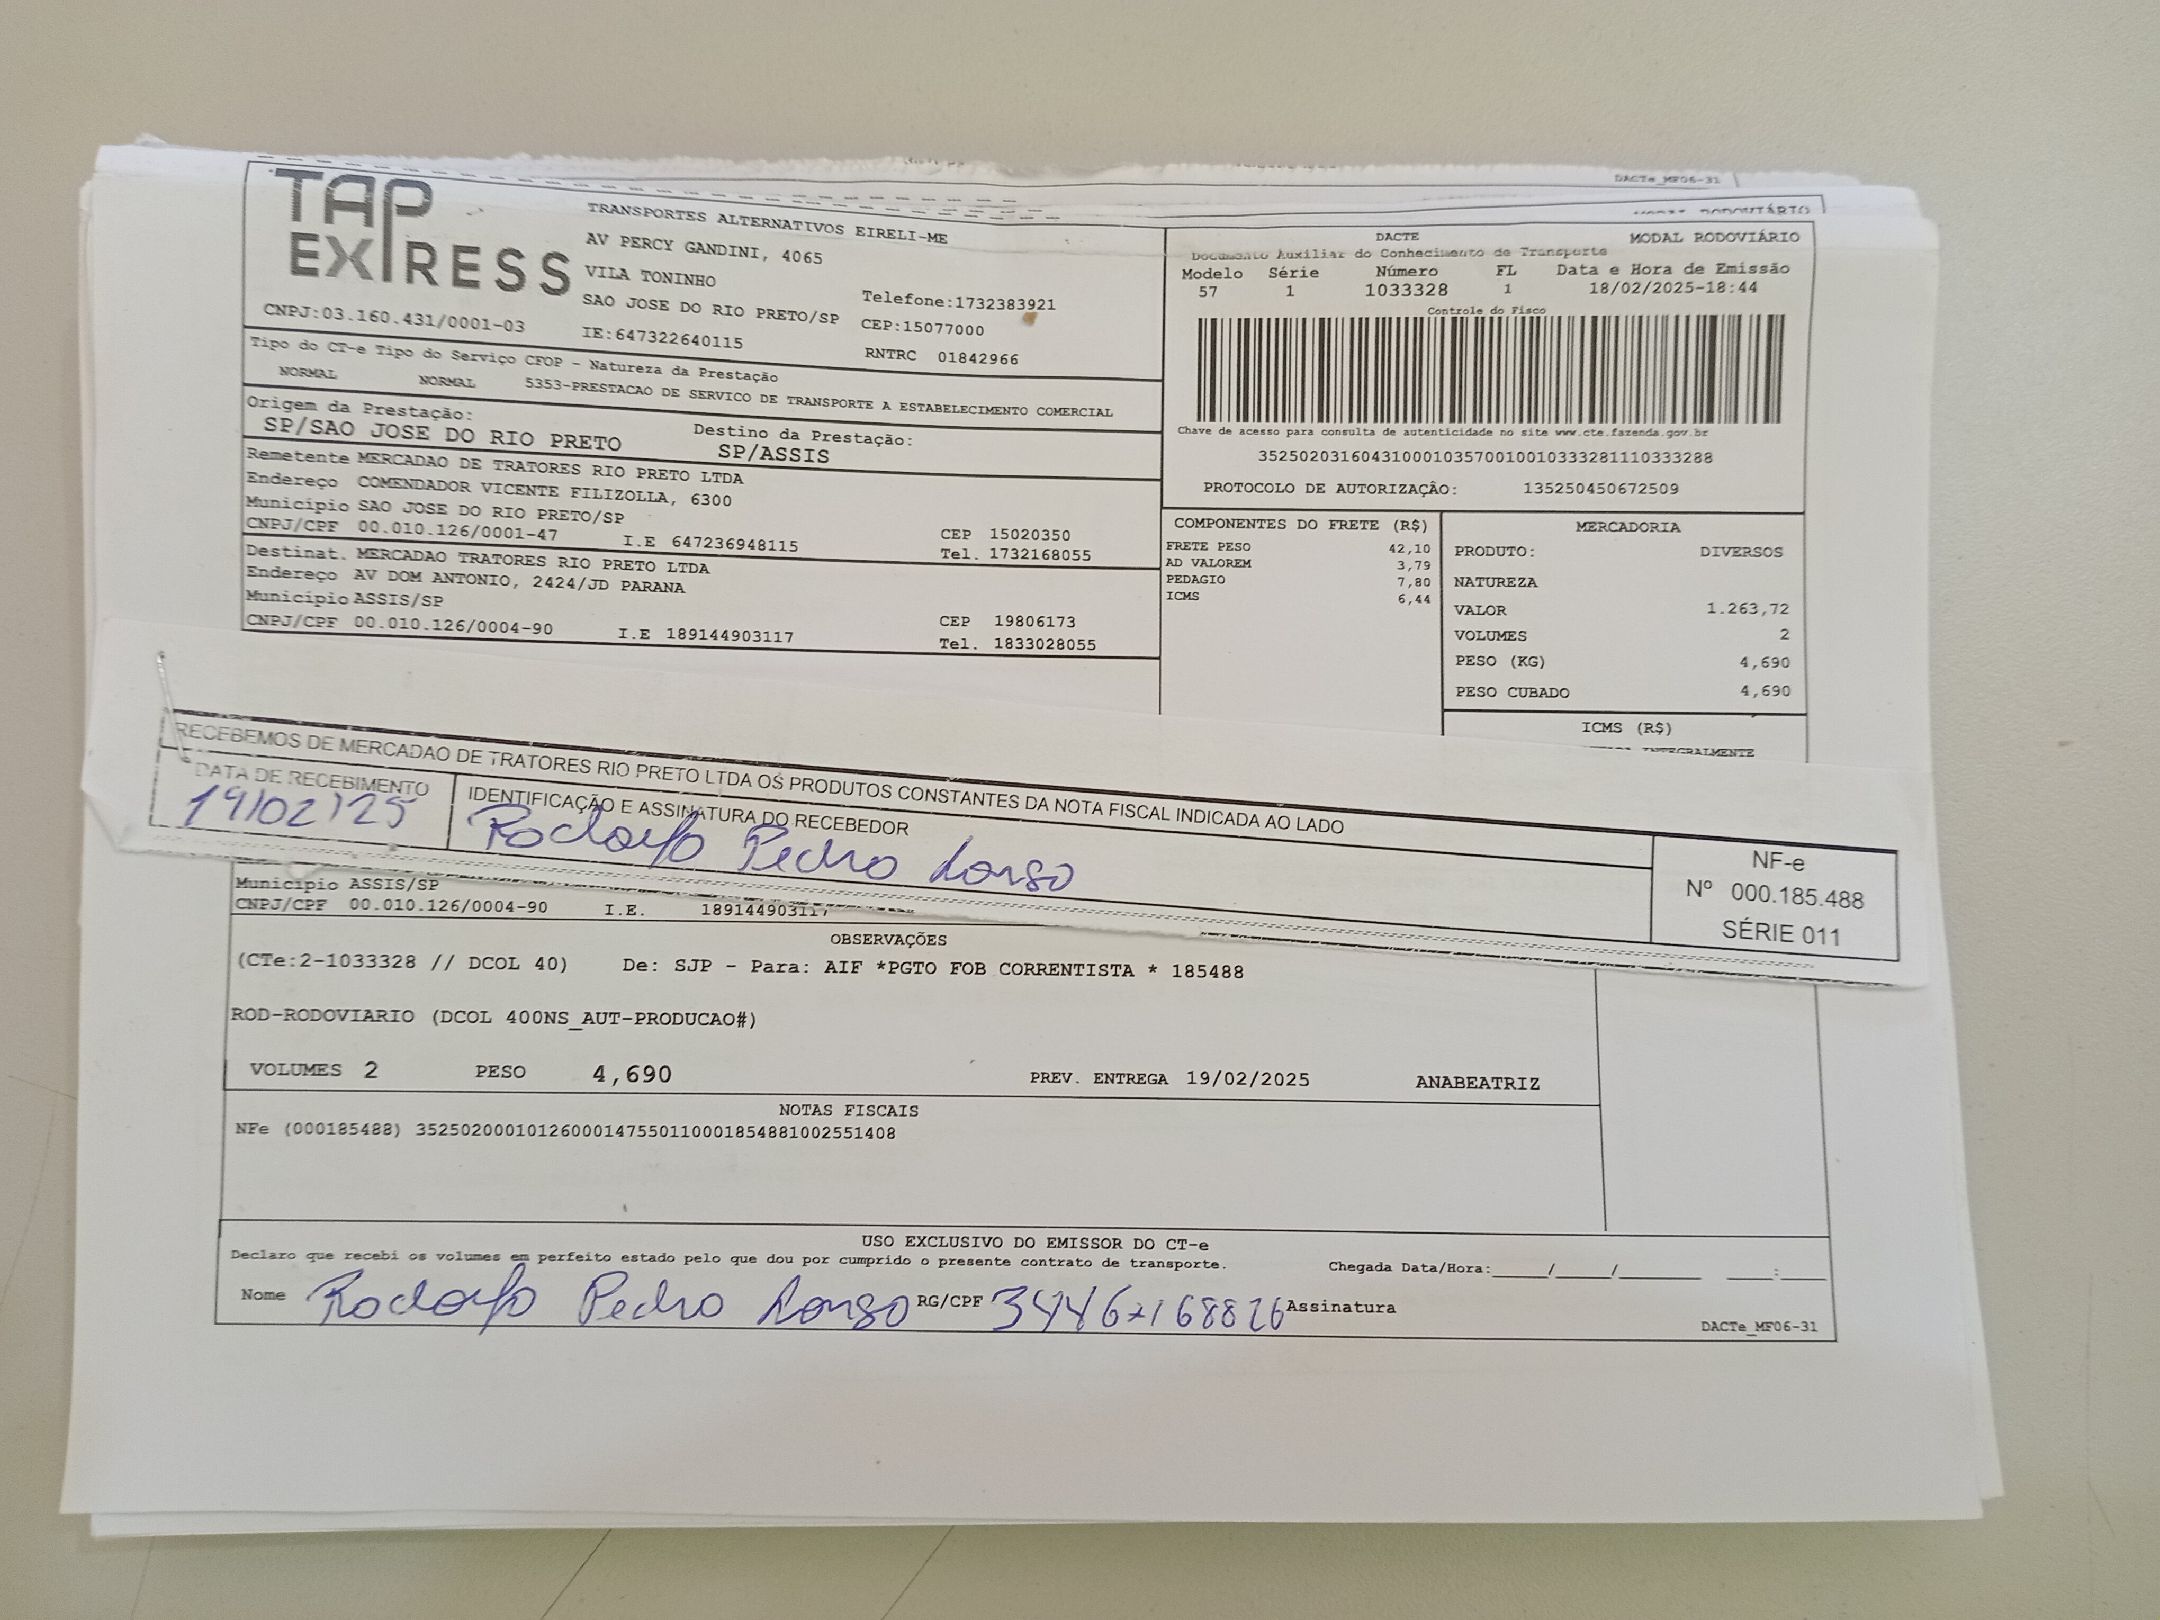 DACTe_MF06-31
TAP EXPRESS
TRANSPORTES ALTERNATIVOS EIRELI-ME
AV PERCY GANDINI, 4065
VILA TONINHO
SAO JOSE DO RIO PRETO/SP
Telefone:1732383921
CEP:15077000
CNPJ:03.160.431/0001-03
IE:647322640115
RNTRC 01842966
DACTE
MODAL RODOVIÁRIO
Documento Auxiliar do Conhecimento de Transporte
Modelo Série Número FL Data e Hora de Emissão
57 1 1033328 1 18/02/2025-18:44
Controle do Fisco
Chave de acesso para consulta de autenticidade no site www.cte.fazenda.gov.br
35250203160431000103570010010333281110333288
PROTOCOLO DE AUTORIZAÇÃO: 135250450672509
Tipo do CT-e Tipo do Serviço CFOP - Natureza da Prestação
NORMAL NORMAL 5353-PRESTACAO DE SERVICO DE TRANSPORTE A ESTABELECIMENTO COMERCIAL
Origem da Prestação: Destino da Prestação:
SP/SAO JOSE DO RIO PRETO SP/ASSIS
Remetente MERCADAO DE TRATORES RIO PRETO LTDA
Endereço COMENDADOR VICENTE FILIZOLLA, 6300
Município SAO JOSE DO RIO PRETO/SP CEP 15020350
CNPJ/CPF 00.010.126/0001-47 I.E 647236948115 Tel. 1732168055
Destinat. MERCADAO TRATORES RIO PRETO LTDA
Endereço AV DOM ANTONIO, 2424/JD PARANA
Município ASSIS/SP CEP 19806173
CNPJ/CPF 00.010.126/0004-90 I.E 189144903117 Tel. 1833028055
COMPONENTES DO FRETE (R$)
FRETE PESO 42,10
AD VALOREM 3,79
PEDAGIO 7,80
ICMS 6,44
MERCADORIA
PRODUTO: DIVERSOS
NATUREZA
VALOR 1.263,72
VOLUMES 2
PESO (KG) 4,690
PESO CUBADO 4,690
ICMS (R$)
RECEBEMOS DE MERCADAO DE TRATORES RIO PRETO LTDA OS PRODUTOS CONSTANTES DA NOTA FISCAL INDICADA AO LADO
DATA DE RECEBIMENTO IDENTIFICAÇÃO E ASSINATURA DO RECEBEDOR
19/02/25 Rodolfo Pedro
NF-e
Nº 000.185.488
SÉRIE 011
Município ASSIS/SP
CNPJ/CPF 00.010.126/0004-90 I.E. 189144903117
OBSERVAÇÕES
(CTe:2-1033328 // DCOL 40) De: SJP - Para: AIF *PGTO FOB CORRENTISTA * 185488
ROD-RODOVIARIO (DCOL 400NS_AUT-PRODUCAO#)
VOLUMES 2 PESO 4,690 PREV. ENTREGA 19/02/2025 ANABEATRIZ
NOTAS FISCAIS
NFe (000185488) 35250200010126000147550110001854881002551408
USO EXCLUSIVO DO EMISSOR DO CT-e
Declaro que recebi os volumes em perfeito estado pelo que dou por cumprido o presente contrato de transporte. Chegada Data/Hora:_____/_____/_______ ____:____
Nome Rodolfo Pedro RG/CPF Assinatura
DACTe_MF06-31